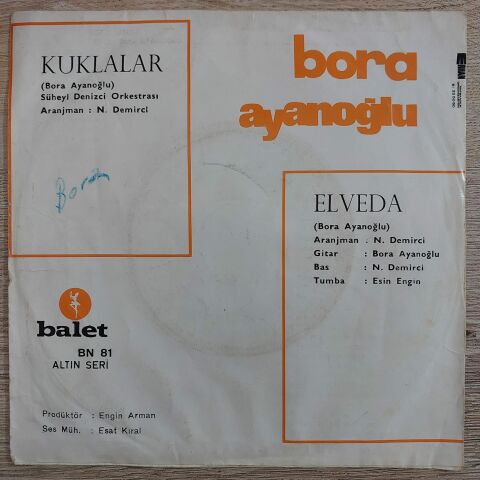 KUKLALAR
(Bora Ayanoğlu)
Süheyl Denizci Orkestrası
Aranjman : N. Demirci
Bora
bora
ayanoğlu
ELVEDA
(Bora Ayanoğlu)
Aranjman : N. Demirci
Gitar : Bora Ayanoğlu
Bas : N. Demirci
Tumba : Esin Engin
balet
BN 81
ALTIN SERİ
Prodüktör : Engin Arman
Ses Müh. : Esat Kıral